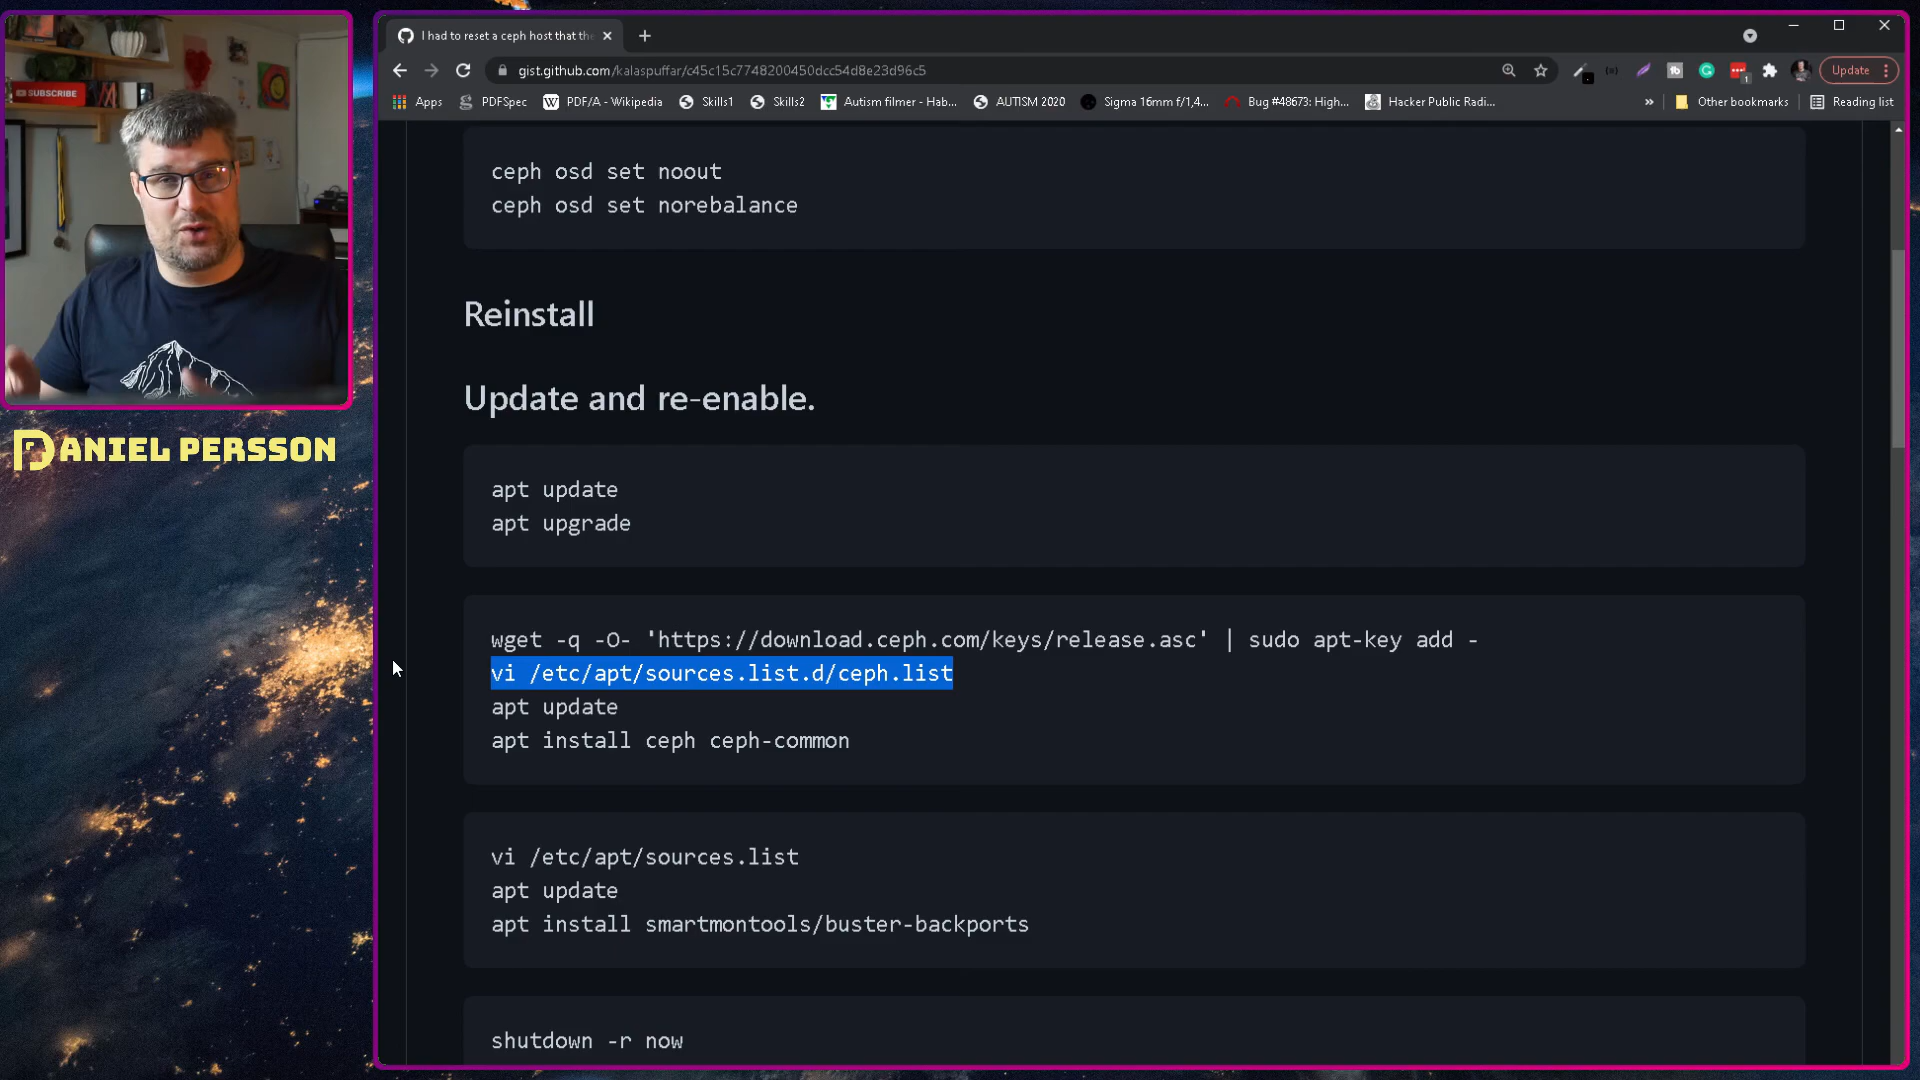 SUBSCRIBE
DANIEL PERSSON
I had to reset a ceph host that the
gist.github.com/kalaspuffar/c45c15c7748200450dcc54d8e23d96c5
Update
Apps
PDFSpec
PDF/A - Wikipedia
Skills1
Skills2
Autism filmer - Hab...
AUTISM 2020
Sigma 16mm f/1,4...
Bug #48673: High...
Hacker Public Radi...
»
Other bookmarks
Reading list
ceph osd set noout
ceph osd set norebalance
Reinstall
Update and re-enable.
apt update
apt upgrade
wget -q -O- 'https://download.ceph.com/keys/release.asc' | sudo apt-key add -
vi /etc/apt/sources.list.d/ceph.list
apt update
apt install ceph ceph-common
vi /etc/apt/sources.list
apt update
apt install smartmontools/buster-backports
shutdown -r now